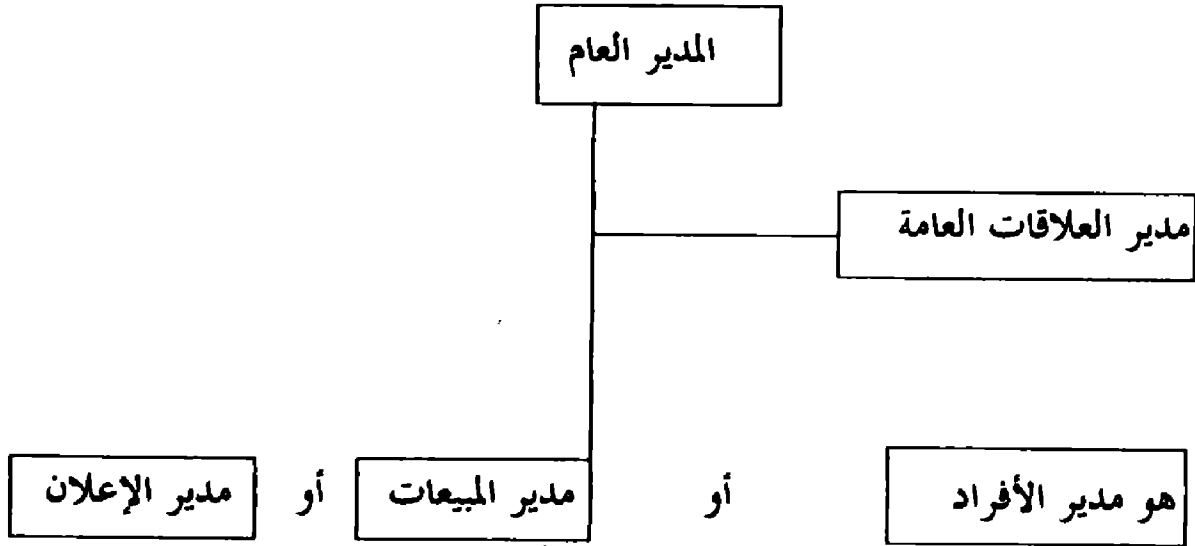 المدير العام
مدير العلاقات العامة
هو مدير الأفراد أو مدير المبيعات أو مدير الإعلان